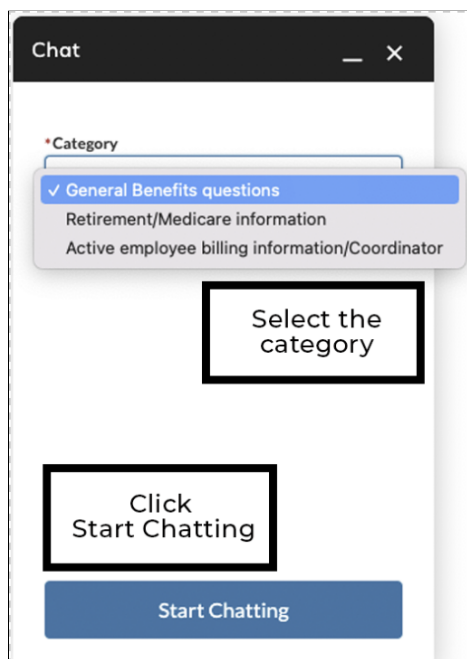 Chat
*Category
✓ General Benefits questions
Retirement/Medicare information
Active employee billing information/Coordinator
Select the
category
Click
Start Chatting
Start Chatting